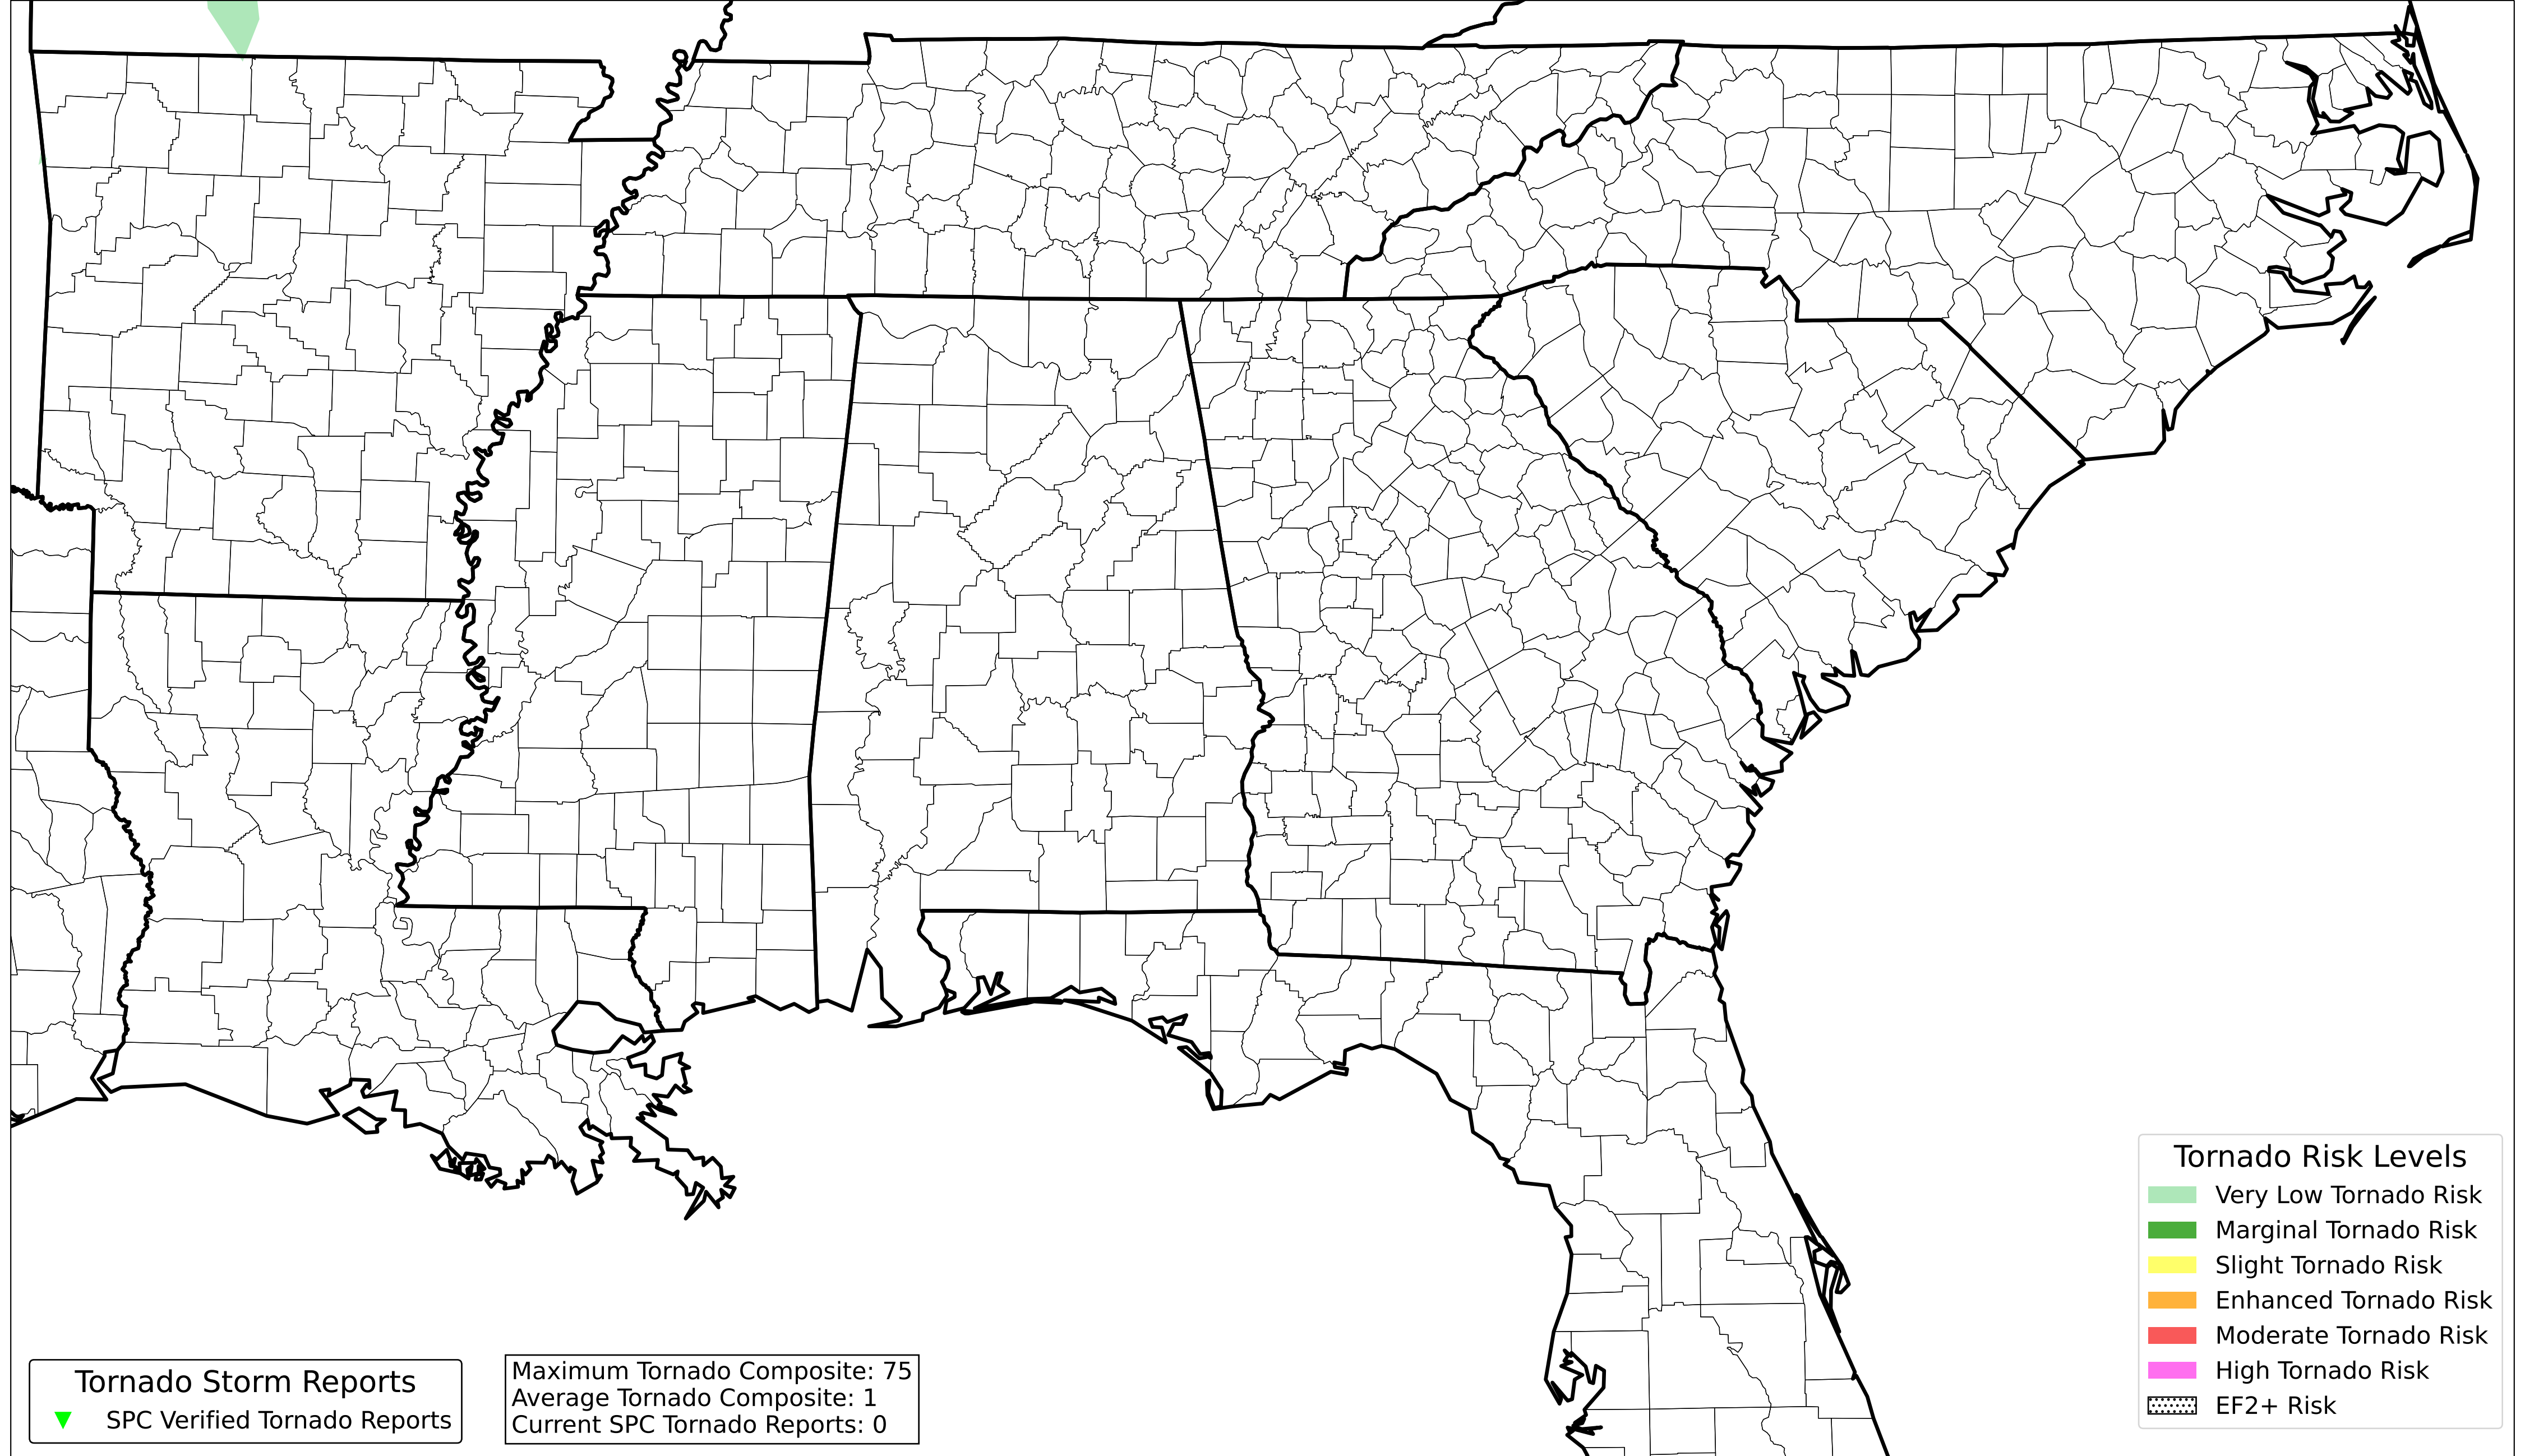 Tornado Storm Reports
SPC Verified Tornado Reports
Maximum Tornado Composite: 75
Average Tornado Composite: 1
Current SPC Tornado Reports: 0
Tornado Risk Levels
Very Low Tornado Risk
Marginal Tornado Risk
Slight Tornado Risk
Enhanced Tornado Risk
Moderate Tornado Risk
High Tornado Risk
EF2+ Risk